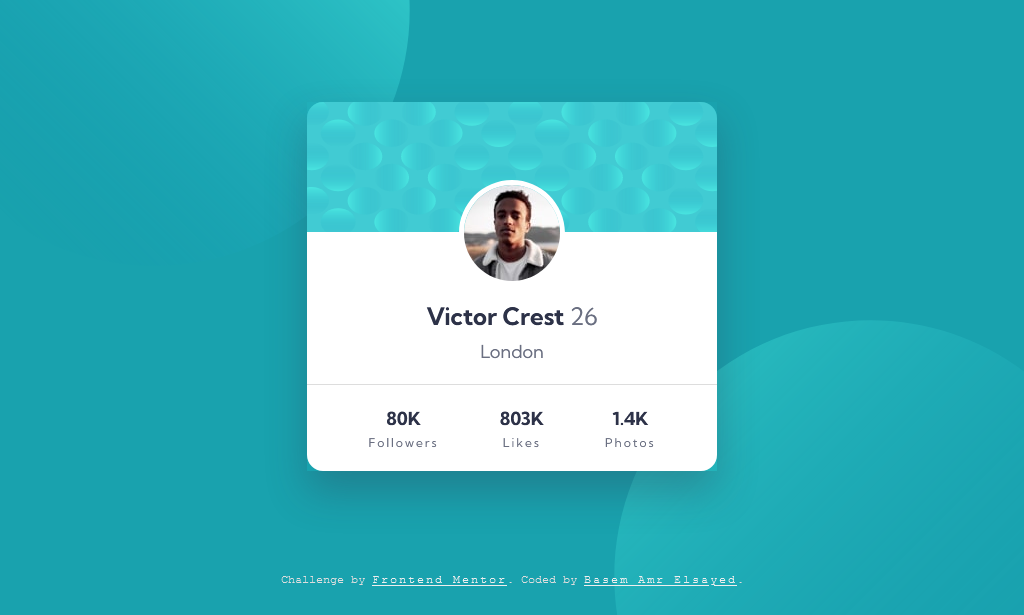 Victor Crest 26
London
80K 803K 1.4K
Followers Likes Photos
Challenge by Frontend Mentor. Coded by Basem Amr Elsayed.